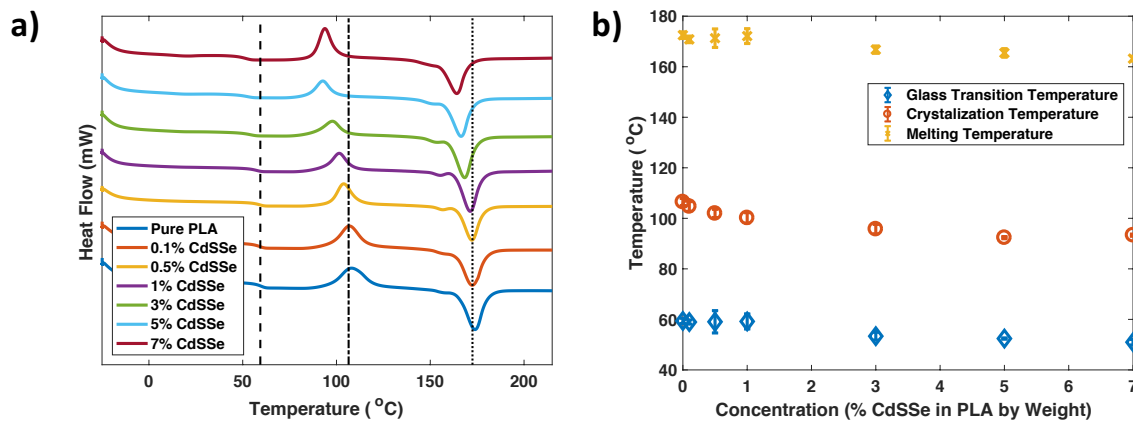 a)
Heat Flow (mW)
Pure PLA
0.1% CdSSe
0.5% CdSSe
1% CdSSe
3% CdSSe
5% CdSSe
7% CdSSe
0 50 100 150 200
Temperature ( °C)
b)
Temperature ( °C)
180
160
140
120
100
80
60
40
Glass Transition Temperature
Crystalization Temperature
Melting Temperature
0 1 2 3 4 5 6 7
Concentration (% CdSSe in PLA by Weight)